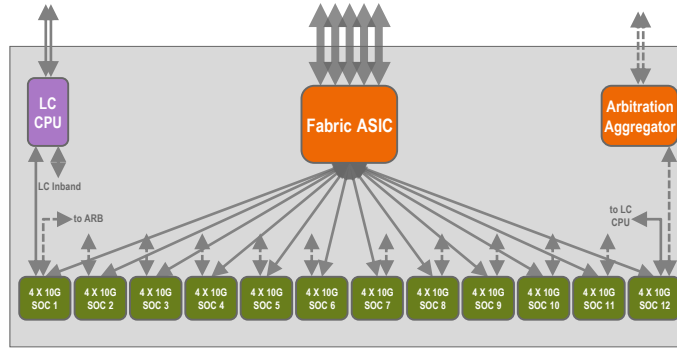 LC
CPU
Fabric ASIC
Arbitration
Aggregator
LC Inband
to ARB
to LC
CPU
4 X 10G
SOC 1
4 X 10G
SOC 2
4 X 10G
SOC 3
4 X 10G
SOC 4
4 X 10G
SOC 5
4 X 10G
SOC 6
4 X 10G
SOC 7
4 X 10G
SOC 8
4 X 10G
SOC 9
4 X 10G
SOC 10
4 X 10G
SOC 11
4 X 10G
SOC 12